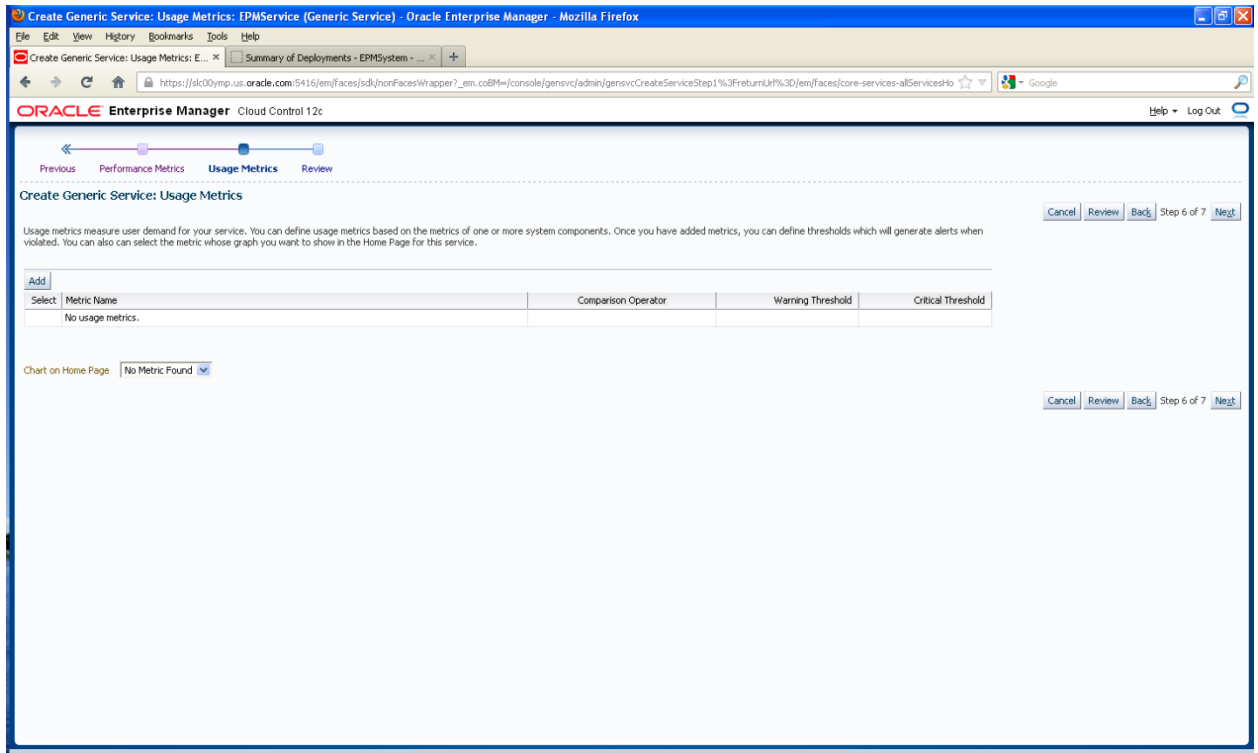 Create Generic Service: Usage Metrics: EPMService (Generic Service) - Oracle Enterprise Manager - Mozilla Firefox
File Edit View History Bookmarks Tools Help
Create Generic Service: Usage Metrics: E... × Summary of Deployments - EPMSystem - ... × +
https://slc00ymp.us.oracle.com:5416/em/faces/sdk/nonFacesWrapper?_em.coBM=/console/gensvc/admin/gensvcCreateServiceStep1%3FreturnUrl%3D/em/faces/core-services-allServicesHo Google
ORACLE Enterprise Manager Cloud Control 12c Help Log Out
Previous Performance Metrics Usage Metrics Review
Create Generic Service: Usage Metrics
Cancel Review Back Step 6 of 7 Next
Usage metrics measure user demand for your service. You can define usage metrics based on the metrics of one or more system components. Once you have added metrics, you can define thresholds which will generate alerts when
violated. You can also can select the metric whose graph you want to show in the Home Page for this service.
Add
Select Metric Name Comparison Operator Warning Threshold Critical Threshold
No usage metrics.
Chart on Home Page No Metric Found
Cancel Review Back Step 6 of 7 Next